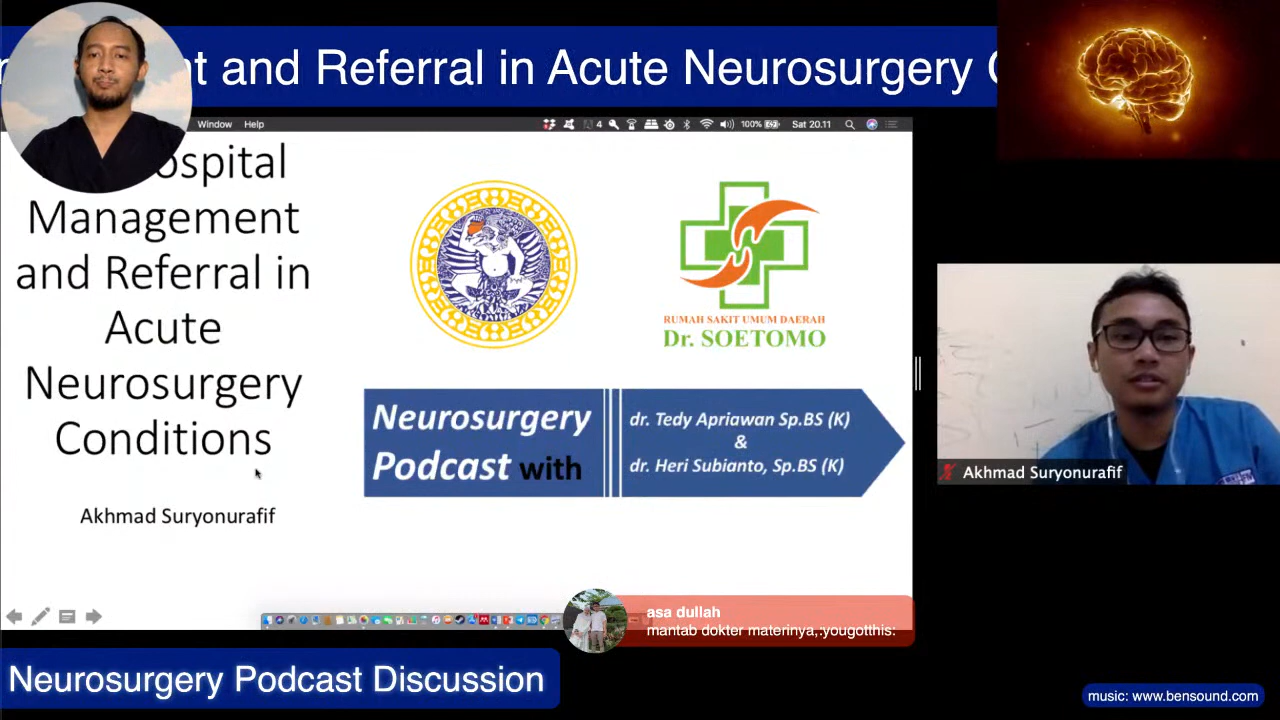 nt and Referral in Acute Neurosurgery
Window Help
4
100%
Sat 20.11
ospital
Management
and Referral in
Acute
Neurosurgery
Conditions
Akhmad Suryonurafif
RUMAH SAKIT UMUM DAERAH
Dr. SOETOMO
Neurosurgery
Podcast with
dr. Tedy Apriawan Sp.BS (K)
&
dr. Heri Subianto, Sp.BS (K)
Akhmad Suryonurafif
asa dullah
mantab dokter materinya,:yougotthis:
Neurosurgery Podcast Discussion
music: www.bensound.com